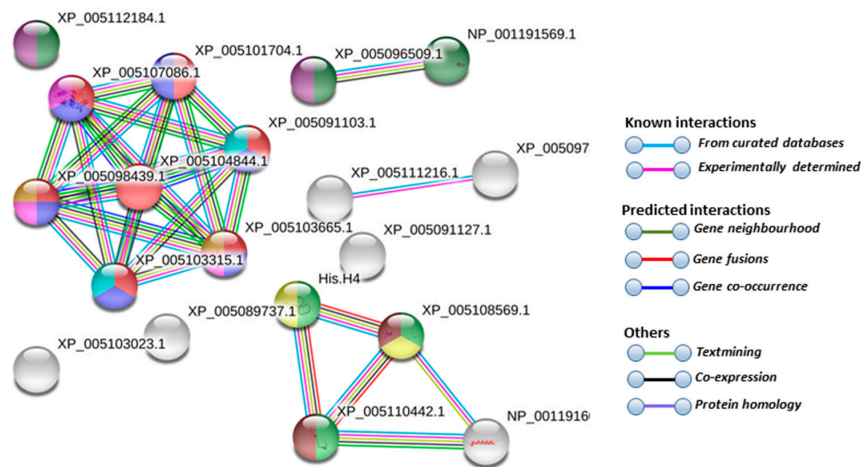 XP_005112184.1
XP_005101704.1
NP_001191569.1
XP_005096509.1
XP_005107086.1
XP_005091103.1
XP_005097
XP_005104844.1
XP_005111216.1
XP_005098439.1
XP_005103665.1
XP_005091127.1
XP_005103315.1
His.H4
XP_005089737.1
XP_005108569.1
XP_005103023.1
XP_005110442.1
NP_0011916
Known interactions
From curated databases
Experimentally determined
Predicted interactions
Gene neighbourhood
Gene fusions
Gene co-occurrence
Others
Textmining
Co-expression
Protein homology